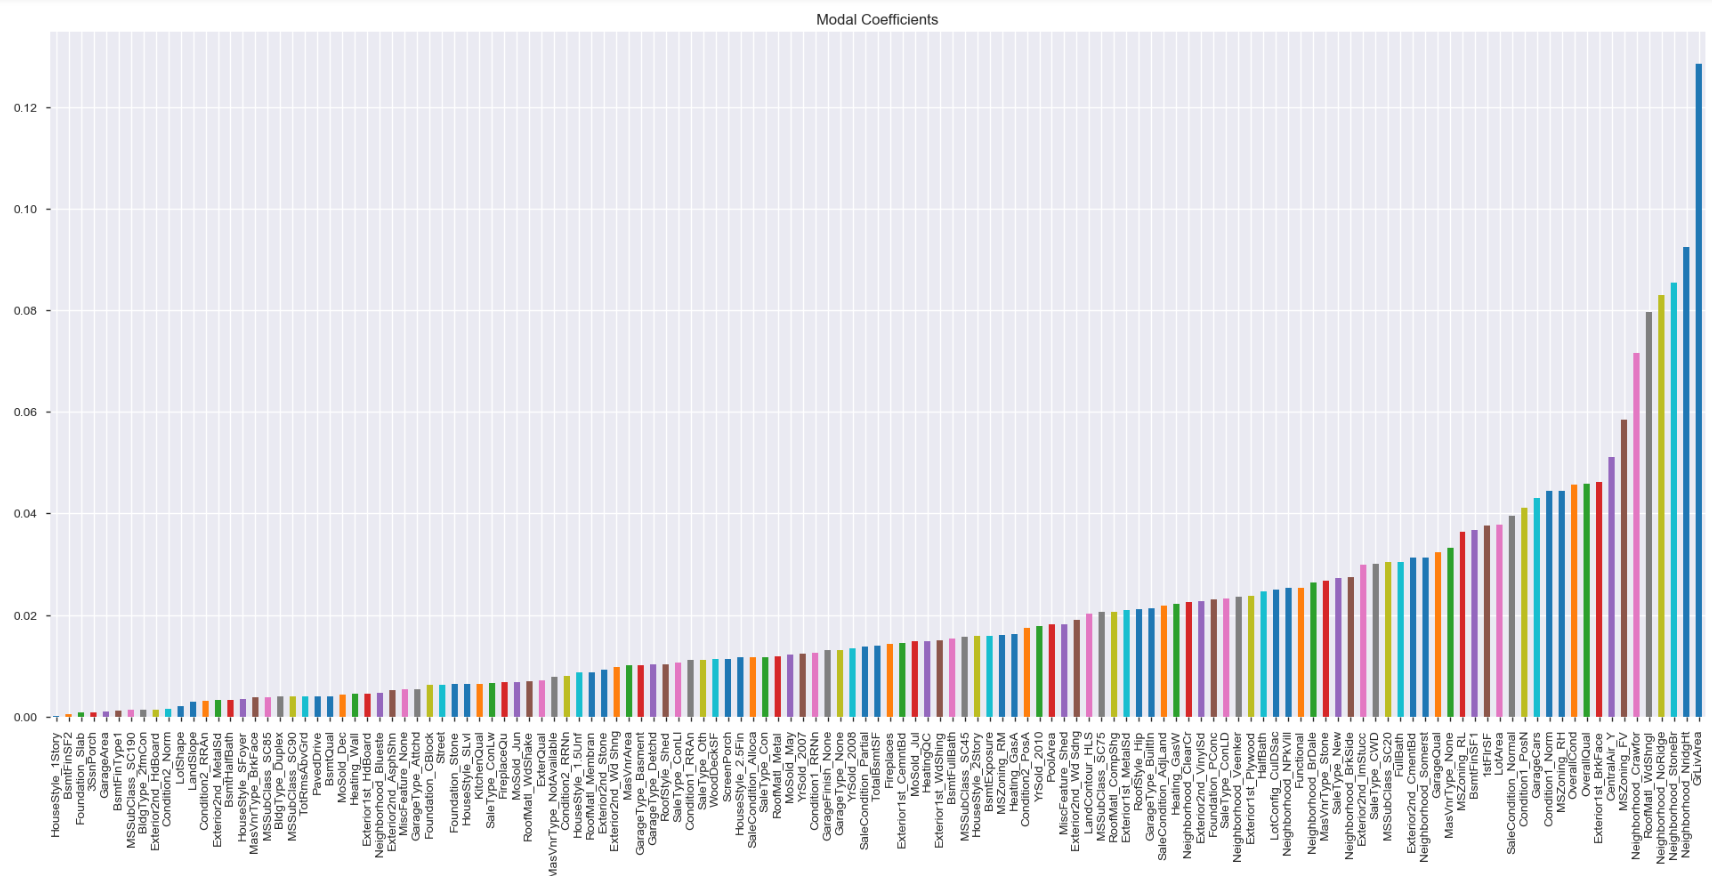 Modal Coefficients
0.12
0.10
0.08
0.06
0.04
0.02
0.00
HouseStyle_1Story
BsmtFinSF2
Foundation_Slab
3SsnPorch
GarageArea
BsmtFinType1
MSSubClass_SC190
BldgType_2fmCon
Exterior2nd_HdBoard
Condition2_Norm
LotShape
LandSlope
Condition2_RRAn
Exterior2nd_MetalSd
BsmtHalfBath
HouseStyle_SFoyer
MasVnrType_BrkFace
MSSubClass_SC85
BldgType_Duplex
MSSubClass_SC90
TotRmsAbvGrd
PavedDrive
BsmtQual
MoSold_Dec
Heating_Wall
Exterior1st_HdBoard
Neighborhood_Blueste
Exterior2nd_AsphShn
MiscFeature_None
GarageType_Attchd
Foundation_CBlock
Street
Foundation_Stone
HouseStyle_SLvl
KitchenQual
SaleType_ConLw
FireplaceQu
MoSold_Jun
RoofMatl_WdShake
ExterQual
MasVnrType_NotAvailable
Condition2_RRNn
HouseStyle_1.5Unf
RoofMatl_Membran
Exterior2nd_Stone
Exterior2nd_Wd Shng
MasVnrArea
GarageType_Basment
GarageType_Detchd
RoofStyle_Shed
SaleType_ConLI
Condition1_RRAn
SaleType_Oth
WoodDeckSF
ScreenPorch
HouseStyle_2.5Fin
SaleCondition_Alloca
SaleType_Con
RoofMatl_Metal
MoSold_May
YrSold_2007
Condition1_RRNn
GarageFinish_None
GarageType_None
YrSold_2008
SaleCondition_Partial
TotalBsmtSF
Fireplaces
Exterior1st_CemntBd
MoSold_Jul
HeatingQC
Exterior1st_WdShing
BsmtFullBath
MSSubClass_SC45
HouseStyle_2Story
BsmtExposure
MSZoning_RM
Heating_GasA
Condition2_PosA
YrSold_2010
PoolArea
MiscFeature_Shed
Exterior2nd_Wd Sdng
LandContour_HLS
MSSubClass_SC75
RoofMatl_CompShg
Exterior1st_MetalSd
RoofStyle_Hip
GarageType_BuiltIn
SaleCondition_AdjLand
Heating_GasW
Neighborhood_ClearCr
Exterior2nd_VinylSd
Foundation_PConc
SaleType_ConLD
Neighborhood_Veenker
Exterior1st_Plywood
HalfBath
LotConfig_CulDSac
Neighborhood_NPkVill
Functional
Neighborhood_BrDale
MasVnrType_Stone
SaleType_New
Neighborhood_BrkSide
Exterior2nd_ImStucc
SaleType_CWD
MSSubClass_SC20
FullBath
Exterior2nd_CmentBd
Neighborhood_Somerst
GarageQual
MasVnrType_None
MSZoning_RL
BsmtFinSF1
1stFlrSF
LotArea
SaleCondition_Normal
Condition1_PosN
GarageCars
Condition1_Norm
MSZoning_RH
OverallCond
OverallQual
Exterior1st_BrkFace
CentralAir_Y
MSZoning_FV
Neighborhood_Crawfor
RoofMatl_WdShngl
Neighborhood_NoRidge
Neighborhood_StoneBr
Neighborhood_NridgHt
GrLivArea